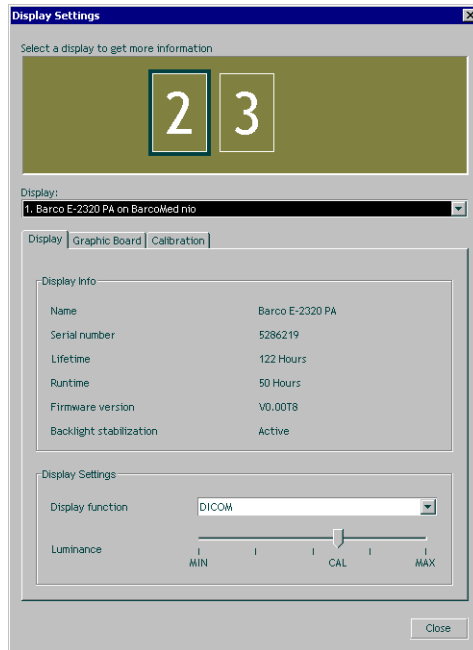 Display Settings
Select a display to get more information
2 3
Display:
1. Barco E-2320 PA on BarcoMed nio
Display Graphic Board Calibration
Display Info
Name Barco E-2320 PA
Serial number 5286219
Lifetime 122 Hours
Runtime 50 Hours
Firmware version V0.00T8
Backlight stabilization Active
Display Settings
Display function DICOM
Luminance
MIN CAL MAX
Close